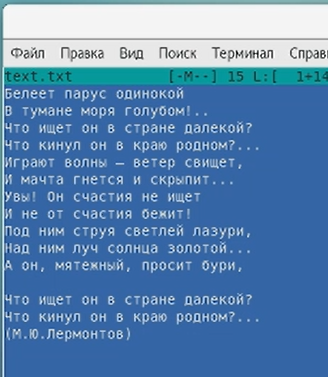 Файл Правка Вид Поиск Терминал Справ
text.txt [-M--] 15 L:[ 1+14
Белеет парус одинокой
В тумане моря голубом!..
Что ищет он в стране далекой?
Что кинул он в краю родном?...
Играют волны – ветер свищет,
И мачта гнется и скрыпит...
Увы! Он счастия не ищет
И не от счастия бежит!
Под ним струя светлей лазури,
Над ним луч солнца золотой...
А он, мятежный, просит бури,

Что ищет он в стране далекой?
Что кинул он в краю родном?...
(М.Ю.Лермонтов)